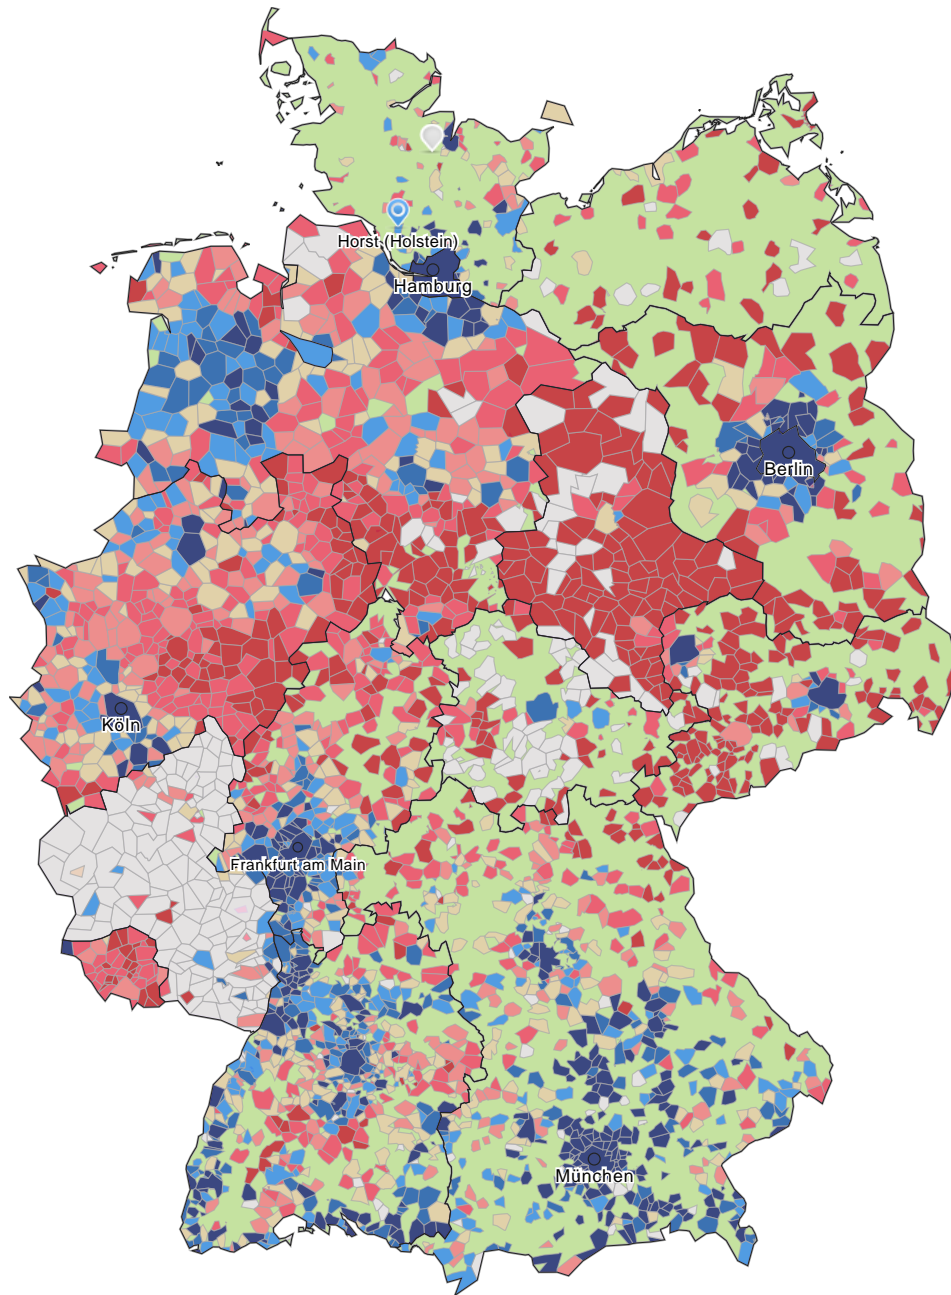 Horst (Holstein)
Hamburg
Berlin
Köln
Frankfurt am Main
München